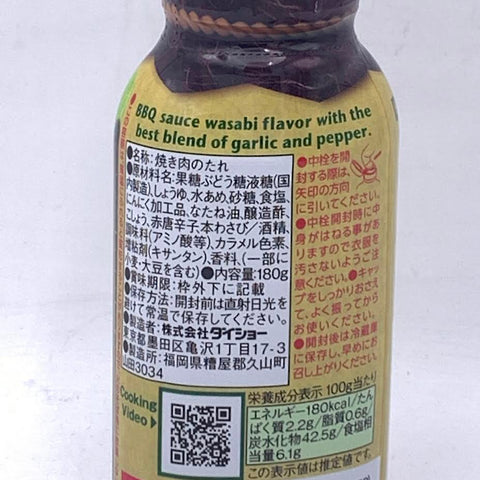 BBQ sauce wasabi flavor with the
best blend of garlic and pepper.
●名称:焼き肉のたれ
●原材料名:果糖ぶどう糖液糖(国
内製造)、しょうゆ、水あめ、砂糖、食塩、
にんにく加工品、なたね油、醸造酢、
こしょう、赤唐辛子本わさび/酒精、
調味料(アミノ酸等)、カラメル色素、
増粘剤(キサンタン)、香料、(一部に
小麦・大豆を含む)●内容量:180g
●賞味期限:枠外下に記載
●保存方法:開封前は直射日光を
避けて常温で保存してください。
●製造者:株式会社ダイショー
東京都墨田区亀沢1丁目17-3
●製造所:福岡県糟屋郡久山町
山田3034
●中栓を開
封する際は、
矢印の方向
に引いてください。
●中栓開封時に中
身がはねる事があ
りますので衣服を
汚さないようご注
意ください。●キャッ
プをしっかりおさえ
て、よく振ってから
お使いください。
●開封後は冷蔵庫
に保存し、早めにお
召し上がりください。
Cooking
Video
栄養成分表示 100g当たり
エネルギー180kcal/たん
ぱく質2.2g/脂質0.6g/
炭水化物42.5g/食塩相
当量6.1g
この表示値は推定値です。